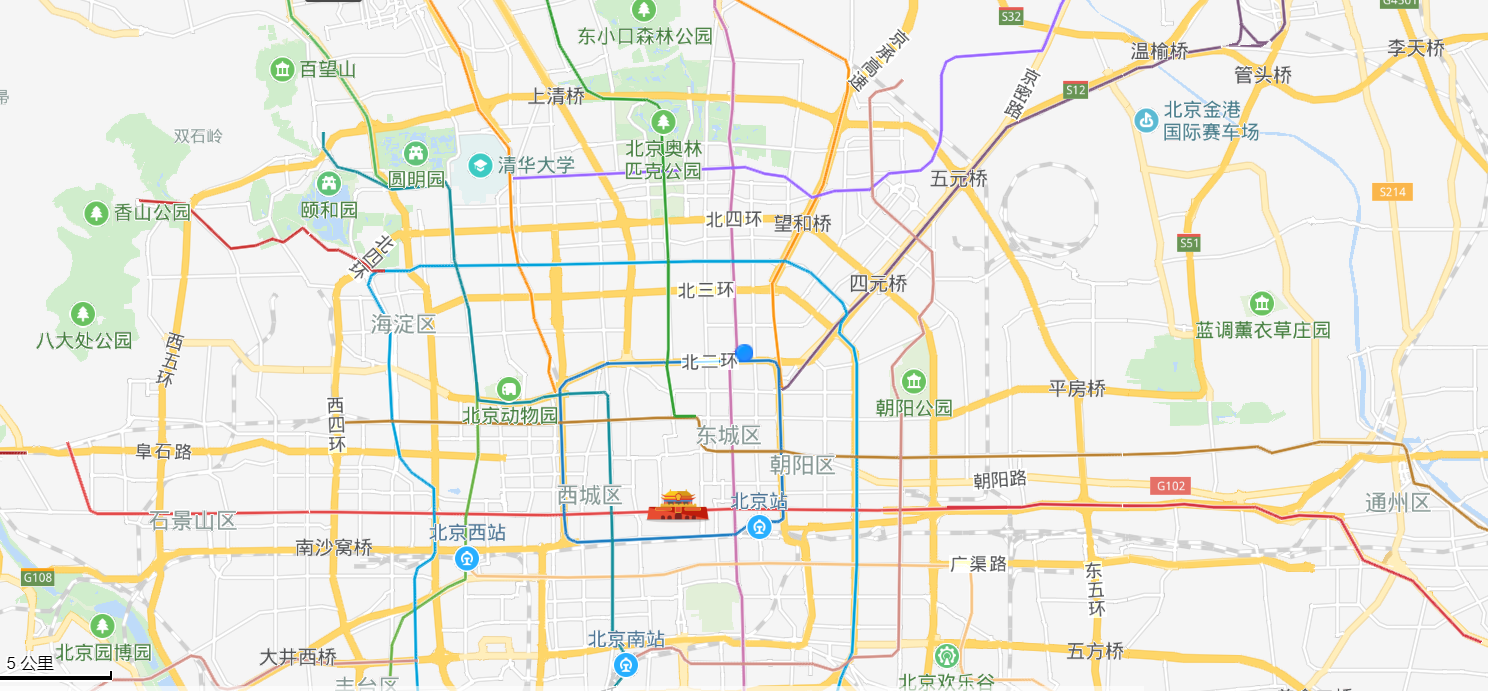 东小口森林公园
S32
G4501
京承高速
温榆桥
李天桥
百望山
管头桥
京密路
S12
上清桥
北京金港
国际赛车场
双石岭
北京奥林
匹克公园
清华大学
圆明园
五元桥
S214
颐和园
香山公园
北四环
望和桥
北四环
S51
四元桥
北三环
海淀区
蓝调薰衣草庄园
八大处公园
西五环
北二环
平房桥
朝阳公园
西四环
北京动物园
东城区
阜石路
朝阳区
朝阳路
G102
西城区
北京站
通州区
石景山区
北京西站
南沙窝桥
广渠路
G108
东五环
北京南站
北京园博园
大井西桥
五方桥
5 公里
丰台区
北京欢乐谷